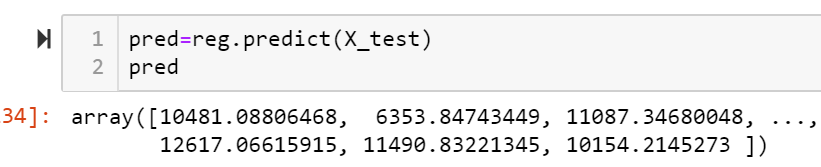 1 pred=reg.predict(X_test)
2 pred
34]: array([10481.08806468, 6353.84743449, 11087.34680048, ...,
12617.06615915, 11490.83221345, 10154.2145273 ])